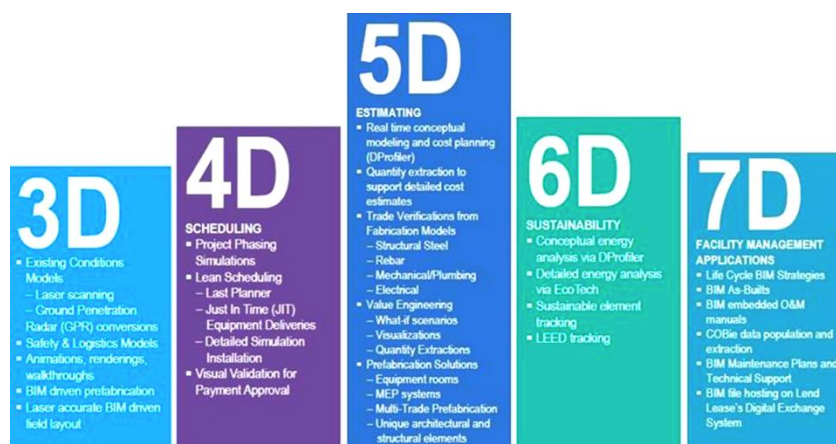 3D
Existing Conditions
Models
– Laser scanning
– Ground Penetration
Radar (GPR) conversions
Safety & Logistics Models
Animations, renderings,
walkthroughs
BIM driven prefabrication
Laser accurate BIM driven
field layout
4D
SCHEDULING
Project Phasing
Simulations
Lean Scheduling
– Last Planner
– Just In Time (JIT)
Equipment Deliveries
– Detailed Simulation
Installation
Visual Validation for
Payment Approval
5D
ESTIMATING
Real time conceptual
modeling and cost planning
(DProfiler)
Quantity extraction to
support detailed cost
estimates
Trade Verifications from
Fabrication Models
– Structural Steel
– Rebar
– Mechanical/Plumbing
– Electrical
Value Engineering
– What-if scenarios
– Visualizations
– Quantity Extractions
Prefabrication Solutions
– Equipment rooms
– MEP systems
– Multi-Trade Prefabrication
– Unique architectural and
structural elements
6D
SUSTAINABILITY
Conceptual energy
analysis via DProfiler
Detailed energy analysis
via EcoTech
Sustainable element
tracking
LEED tracking
7D
FACILITY MANAGEMENT
APPLICATIONS
Life Cycle BIM Strategies
BIM As-Builts
BIM embedded O&M
manuals
COBie data population and
extraction
BIM Maintenance Plans and
Technical Support
BIM file hosting on Lend
Lease's Digital Exchange
System